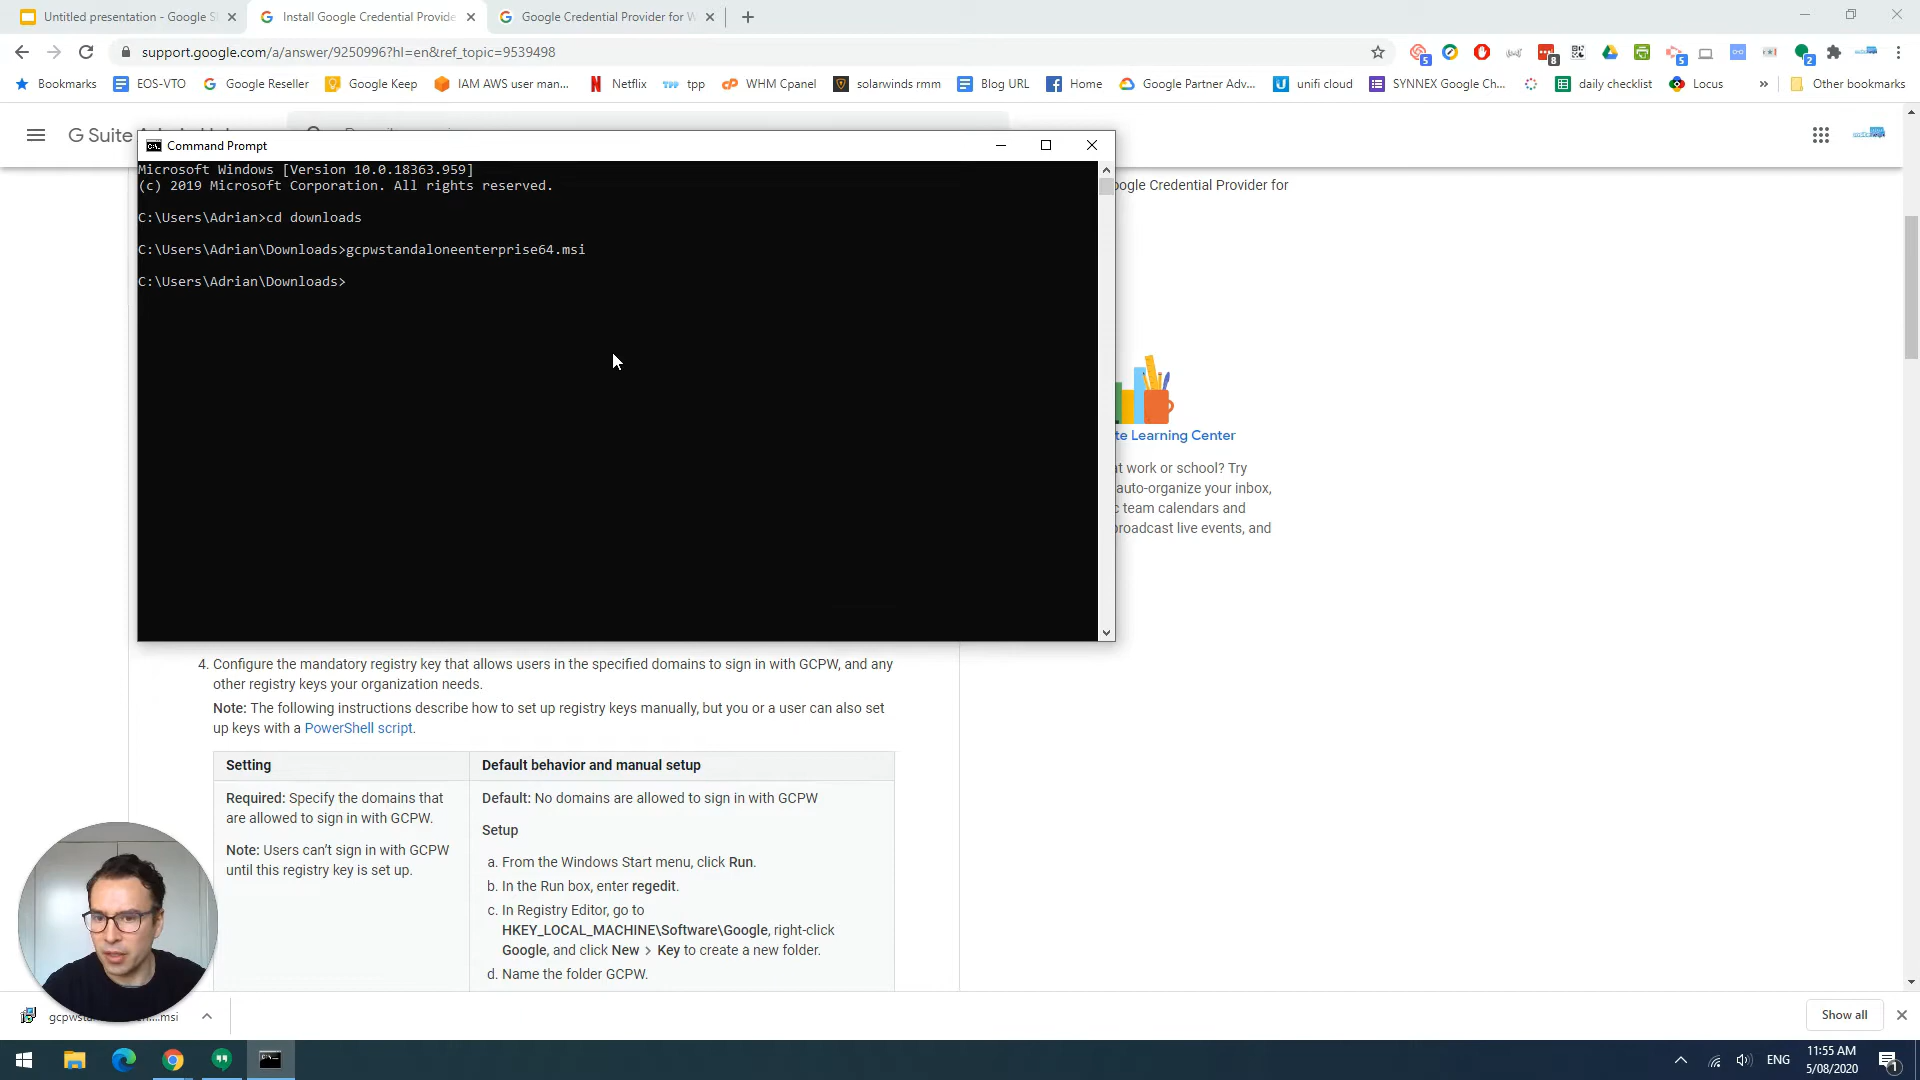 Untitled presentation - Google S
Install Google Credential Provide
Google Credential Provider for W
support.google.com/a/answer/9250996?hl=en&ref_topic=9539498
5
8
5
2
Bookmarks
EOS-VTO
Google Reseller
Google Keep
IAM AWS user man...
Netflix
tpp
WHM Cpanel
solarwinds rmm
Blog URL
Home
Google Partner Adv...
unifi cloud
SYNNEX Google Ch...
daily checklist
Locus
»
Other bookmarks
G Suite
Command Prompt
Microsoft Windows [Version 10.0.18363.959]
(c) 2019 Microsoft Corporation. All rights reserved.
C:\Users\Adrian>cd downloads
C:\Users\Adrian\Downloads>gcpwstandaloneenterprise64.msi
C:\Users\Adrian\Downloads>
oogle Credential Provider for
te Learning Center
at work or school? Try
auto-organize your inbox,
team calendars and
broadcast live events, and
4. Configure the mandatory registry key that allows users in the specified domains to sign in with GCPW, and any
other registry keys your organization needs.
Note: The following instructions describe how to set up registry keys manually, but you or a user can also set
up keys with a PowerShell script.
Setting
Default behavior and manual setup
Required: Specify the domains that
are allowed to sign in with GCPW.
Note: Users can't sign in with GCPW
until this registry key is set up.
Default: No domains are allowed to sign in with GCPW
Setup
a. From the Windows Start menu, click Run.
b. In the Run box, enter regedit.
c. In Registry Editor, go to
HKEY_LOCAL_MACHINE\Software\Google, right-click
Google, and click New > Key to create a new folder.
d. Name the folder GCPW.
Show all
ENG
11:55 AM
5/08/2020
1